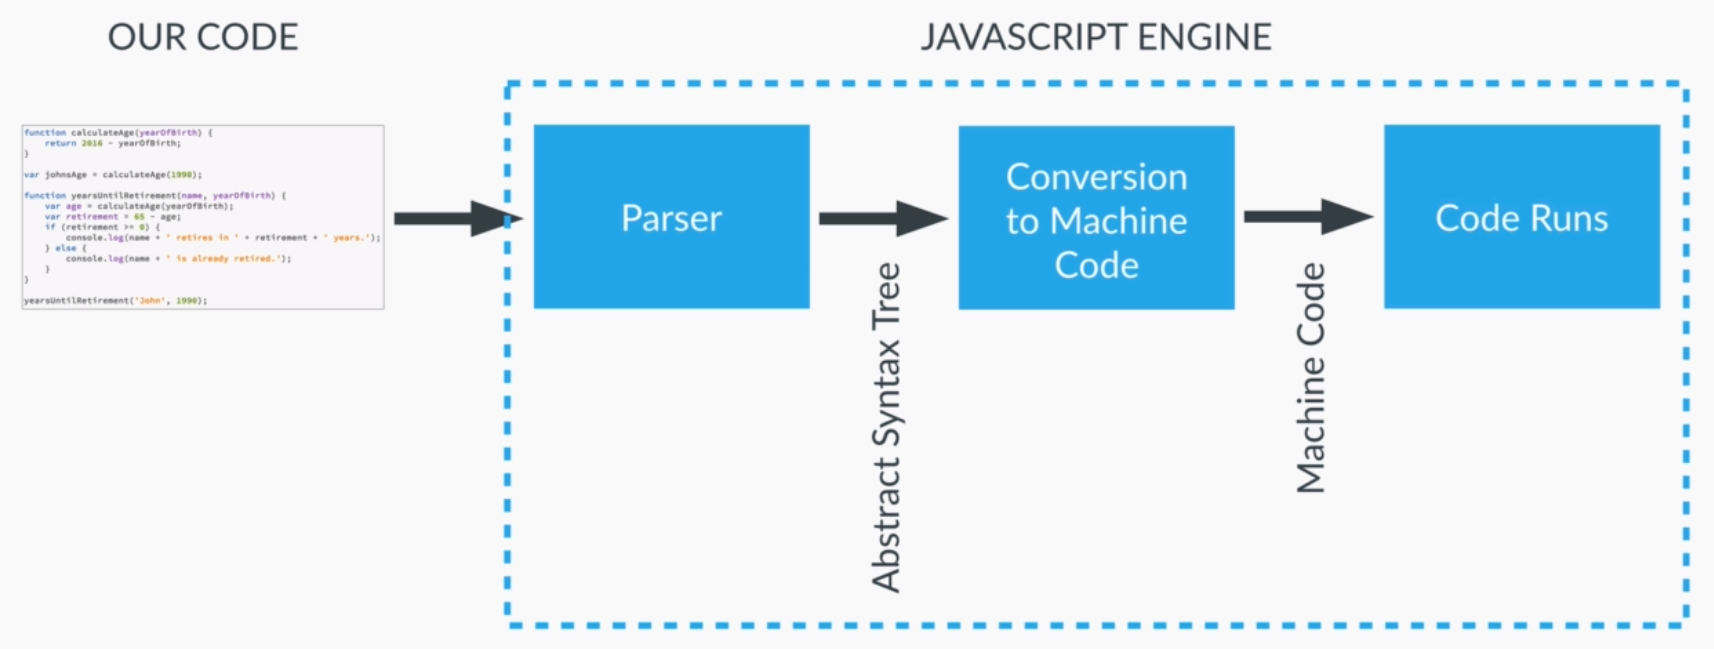 OUR CODE
JAVASCRIPT ENGINE
function calculateAge(yearOfBirth) {
return 2016 - yearOfBirth;
}
var johnsAge = calculateAge(1990);
function yearsUntilRetirement(name, yearOfBirth) {
var age = calculateAge(yearOfBirth);
var retirement = 65 - age;
if (retirement >= 0) {
console.log(name + ' retires in ' + retirement + ' years.');
} else {
console.log(name + ' is already retired.');
}
}
yearsUntilRetirement('John', 1990);
Parser
Abstract Syntax Tree
Conversion
to Machine
Code
Machine Code
Code Runs